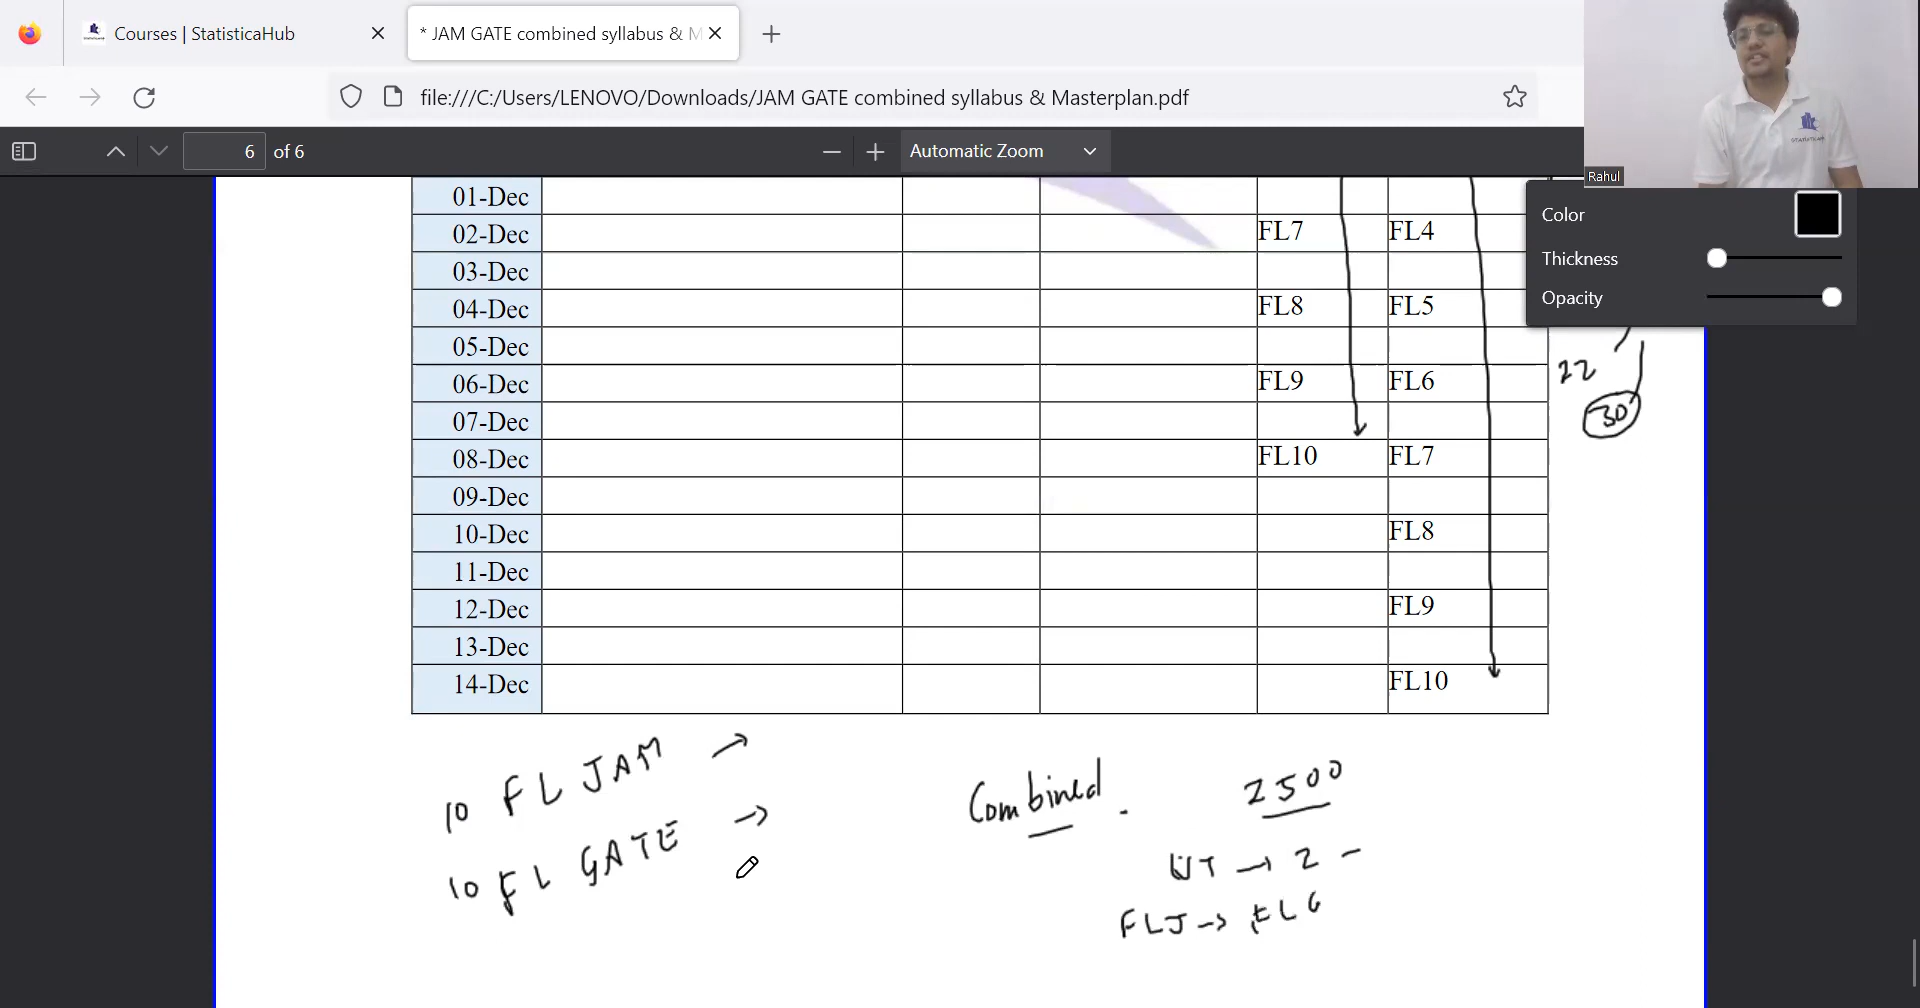 Courses | StatisticaHub
* JAM GATE combined syllabus & M
file:///C:/Users/LENOVO/Downloads/JAM GATE combined syllabus & Masterplan.pdf
6 of 6
Automatic Zoom
Rahul
Color
Thickness
Opacity
01-Dec
02-Dec FL7 FL4
03-Dec
04-Dec FL8 FL5
05-Dec
06-Dec FL9 FL6
07-Dec
08-Dec FL10 FL7
09-Dec
10-Dec FL8
11-Dec
12-Dec FL9
13-Dec
14-Dec FL10
22
30
10 FL JAM →
10 FL GATE →
Combined.
2500
UT → 2 -
FLJ → FLG